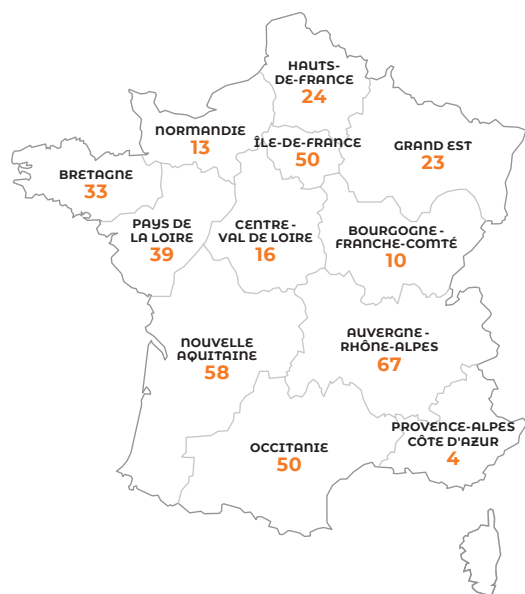 HAUTS-
DE-FRANCE
24
NORMANDIE
13
ÎLE-DE-FRANCE
50
GRAND EST
23
BRETAGNE
33
PAYS DE
LA LOIRE
39
CENTRE-
VAL DE LOIRE
16
BOURGOGNE-
FRANCHE-COMTÉ
10
NOUVELLE
AQUITAINE
58
AUVERGNE-
RHÔNE-ALPES
67
PROVENCE-ALPES
CÔTE D'AZUR
4
OCCITANIE
50